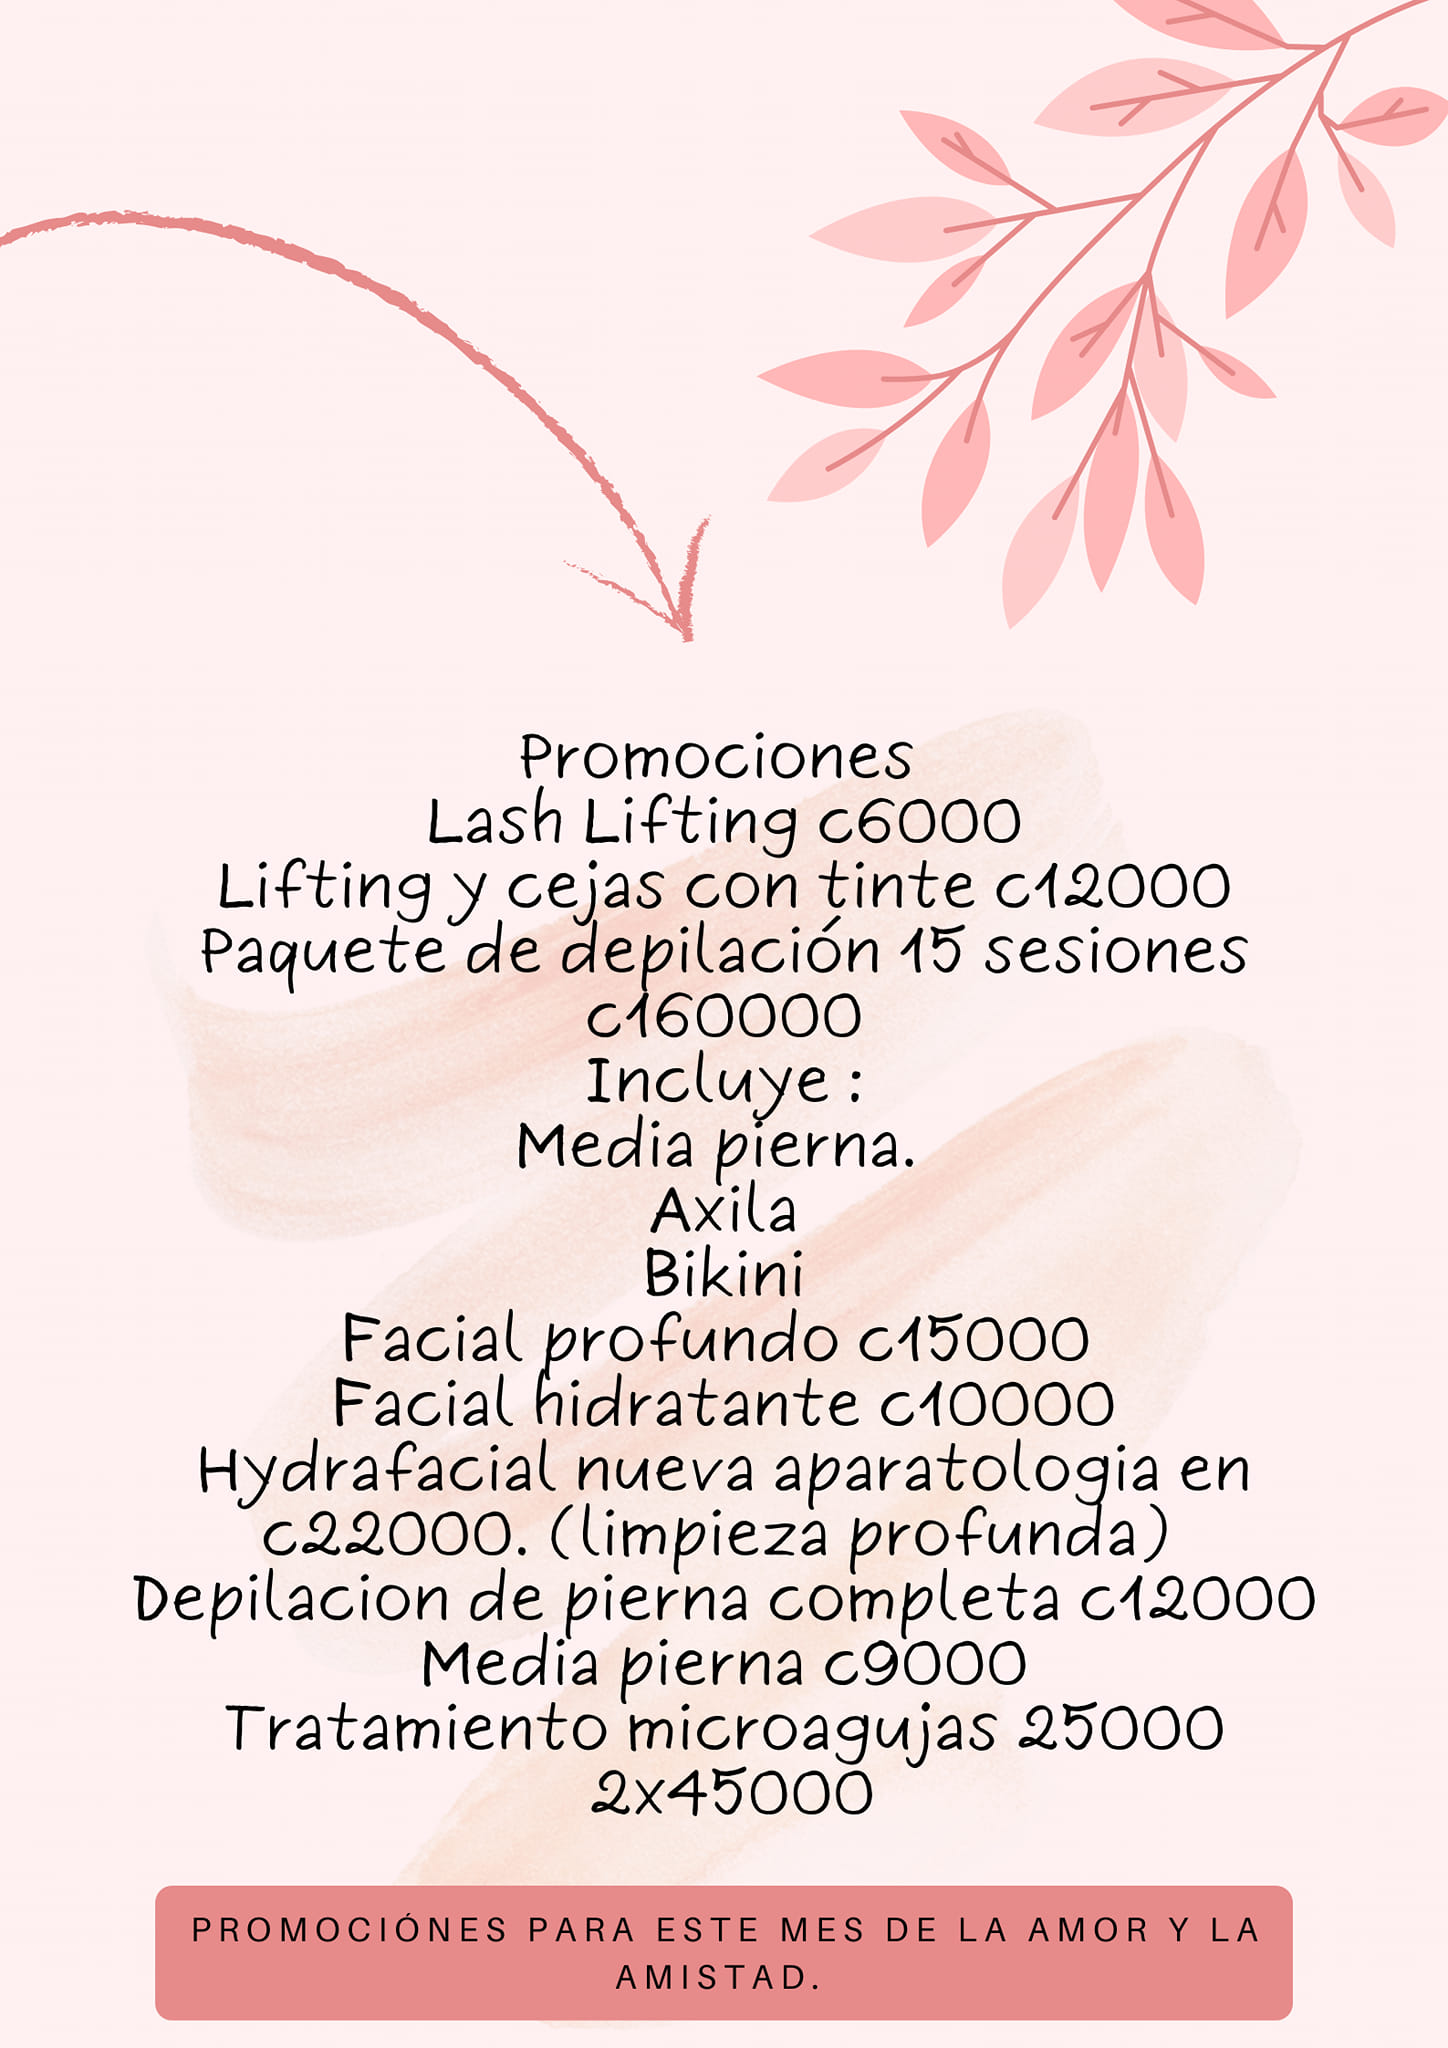 Promociones
Lash Lifting c6000
Lifting y cejas con tinte c12000
Paquete de depilación 15 sesiones
c160000
Incluye :
Media pierna.
Axila
Bikini
Facial profundo c15000
Facial hidratante c10000
Hydrafacial nueva aparatologia en
c22000. (limpieza profunda)
Depilacion de pierna completa c12000
Media pierna c9000
Tratamiento microagujas 25000
2x45000
PROMOCIÓNES PARA ESTE MES DE LA AMOR Y LA
AMISTAD.